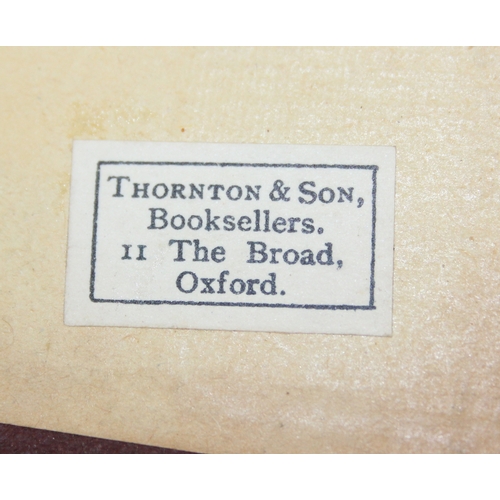 THORNTON & SON,
Booksellers.
11 The Broad,
Oxford.